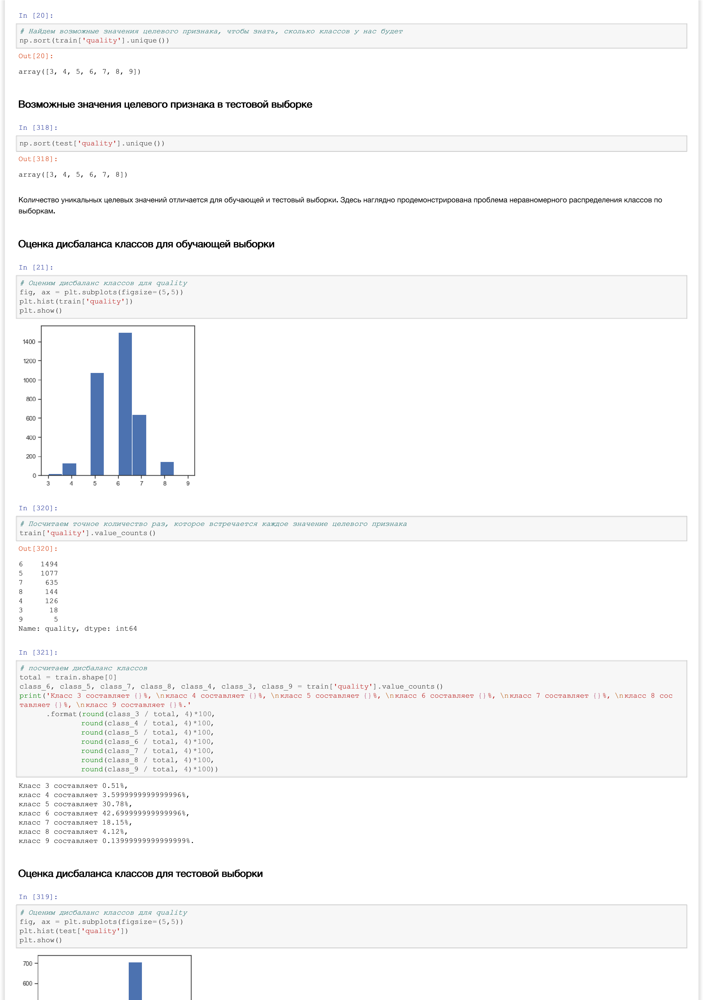 In [20]:
# Найдем возможные значения целевого признака, чтобы знать, сколько классов у нас будет
np.sort(train['quality'].unique())
Out[20]:
array([3, 4, 5, 6, 7, 8, 9])
Возможные значения целевого признака в тестовой выборке
In [318]:
np.sort(test['quality'].unique())
Out[318]:
array([3, 4, 5, 6, 7, 8])
Количество уникальных целевых значений отличается для обучающей и тестовый выборки. Здесь наглядно продемонстрирована проблема неравномерного распределения классов по
выборкам.
Оценка дисбаланса классов для обучающей выборки
In [21]:
# Оценим дисбаланс классов для quality
fig, ax = plt.subplots(figsize=(5,5))
plt.hist(train['quality'])
plt.show()
1400
1200
1000
800
600
400
200
0
3 4 5 6 7 8 9
In [320]:
# Посчитаем точное количество раз, которое встречается каждое значение целевого признака
train['quality'].value_counts()
Out[320]:
6    1494
5    1077
7     635
8     144
4     126
3      18
9       5
Name: quality, dtype: int64
In [321]:
# посчитаем дисбаланс классов
total = train.shape[0]
class_6, class_5, class_7, class_8, class_4, class_3, class_9 = train['quality'].value_counts()
print('Класс 3 составляет {}%, \nкласс 4 составляет {}%, \nкласс 5 составляет {}%, \nкласс 6 составляет {}%, \nкласс 7 составляет {}%, \nкласс 8 сос
тавляет {}%, \nкласс 9 составляет {}%.'
      .format(round(class_3 / total, 4)*100,
              round(class_4 / total, 4)*100,
              round(class_5 / total, 4)*100,
              round(class_6 / total, 4)*100,
              round(class_7 / total, 4)*100,
              round(class_8 / total, 4)*100,
              round(class_9 / total, 4)*100))
Класс 3 составляет 0.51%,
класс 4 составляет 3.5999999999999996%,
класс 5 составляет 30.78%,
класс 6 составляет 42.699999999999996%,
класс 7 составляет 18.15%,
класс 8 составляет 4.12%,
класс 9 составляет 0.13999999999999999%.
Оценка дисбаланса классов для тестовой выборки
In [319]:
# Оценим дисбаланс классов для quality
fig, ax = plt.subplots(figsize=(5,5))
plt.hist(test['quality'])
plt.show()
700
600